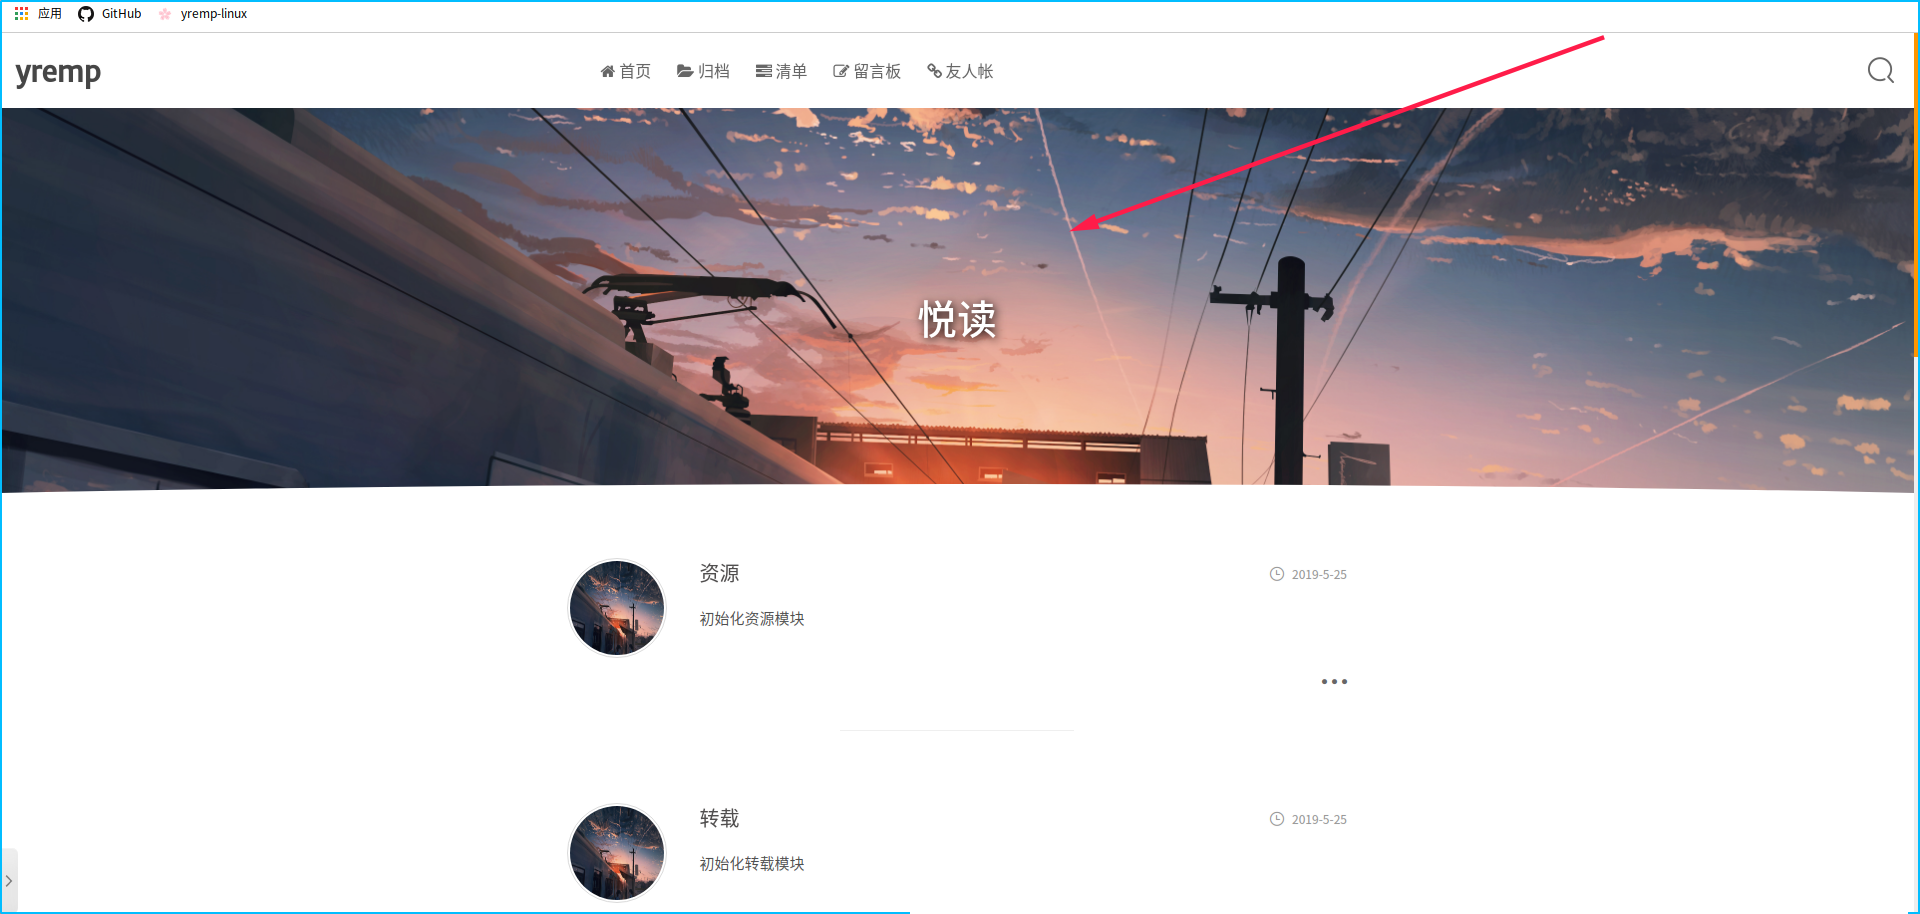 应用 GitHub yremp-linux
yremp 首页 归档 清单 留言板 友人帐
悦读
资源 2019-5-25
初始化资源模块
转载 2019-5-25
初始化转载模块